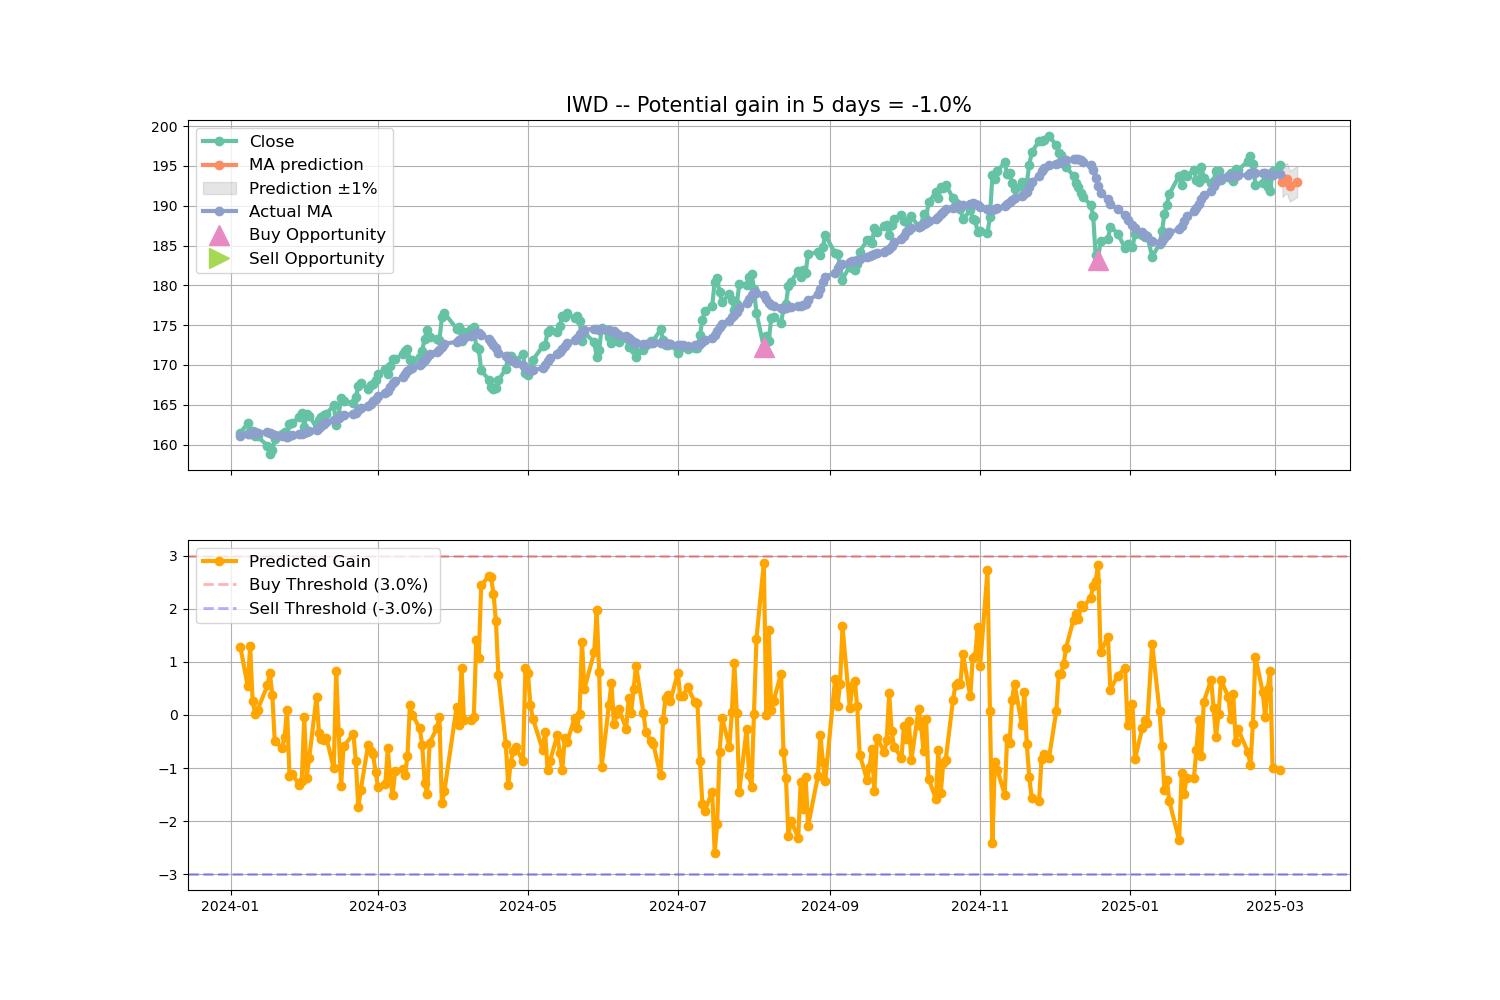 IWD -- Potential gain in 5 days = -1.0%
200
195
190
185
180
175
170
165
160
Close
MA prediction
Prediction ±1%
Actual MA
Buy Opportunity
Sell Opportunity
3
2
1
0
−1
−2
−3
Predicted Gain
Buy Threshold (3.0%)
Sell Threshold (-3.0%)
2024-01 2024-03 2024-05 2024-07 2024-09 2024-11 2025-01 2025-03